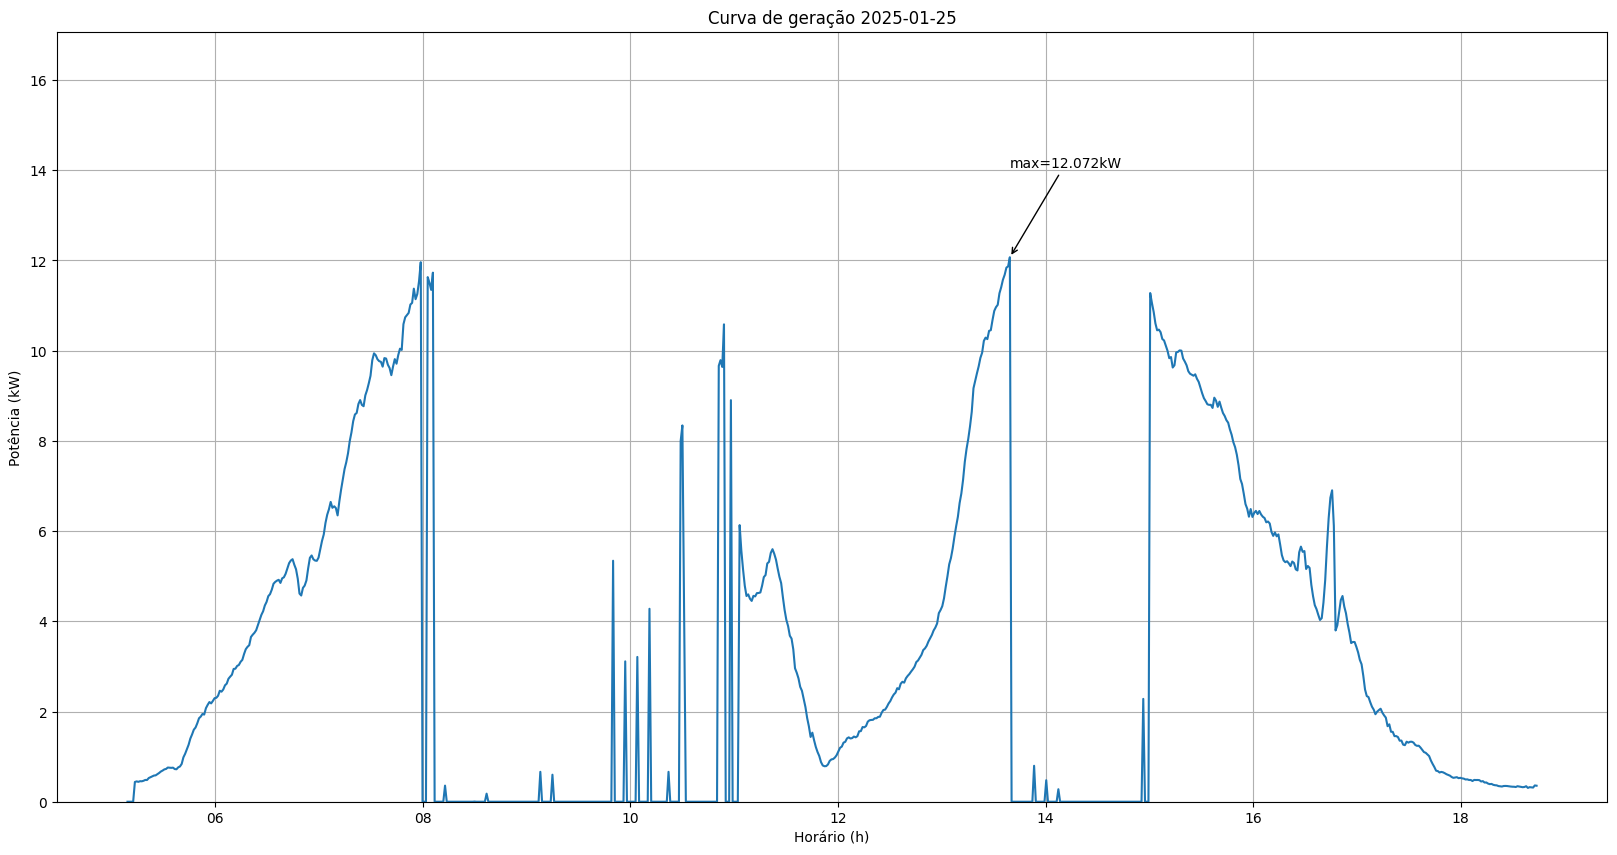 Curva de geração 2025-01-25
16
14
12
10
8
6
4
2
0
Potência (kW)
max=12.072kW
06 08 10 12 14 16 18
Horário (h)